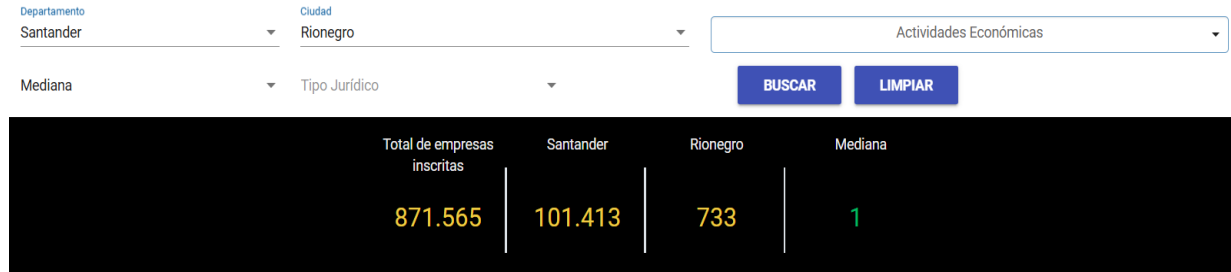 Departamento
Ciudad
Santander
Rionegro
Actividades Económicas
Mediana
Tipo Jurídico
BUSCAR
LIMPIAR
Total de empresas
inscritas
Santander
Rionegro
Mediana
871.565
101.413
733
1